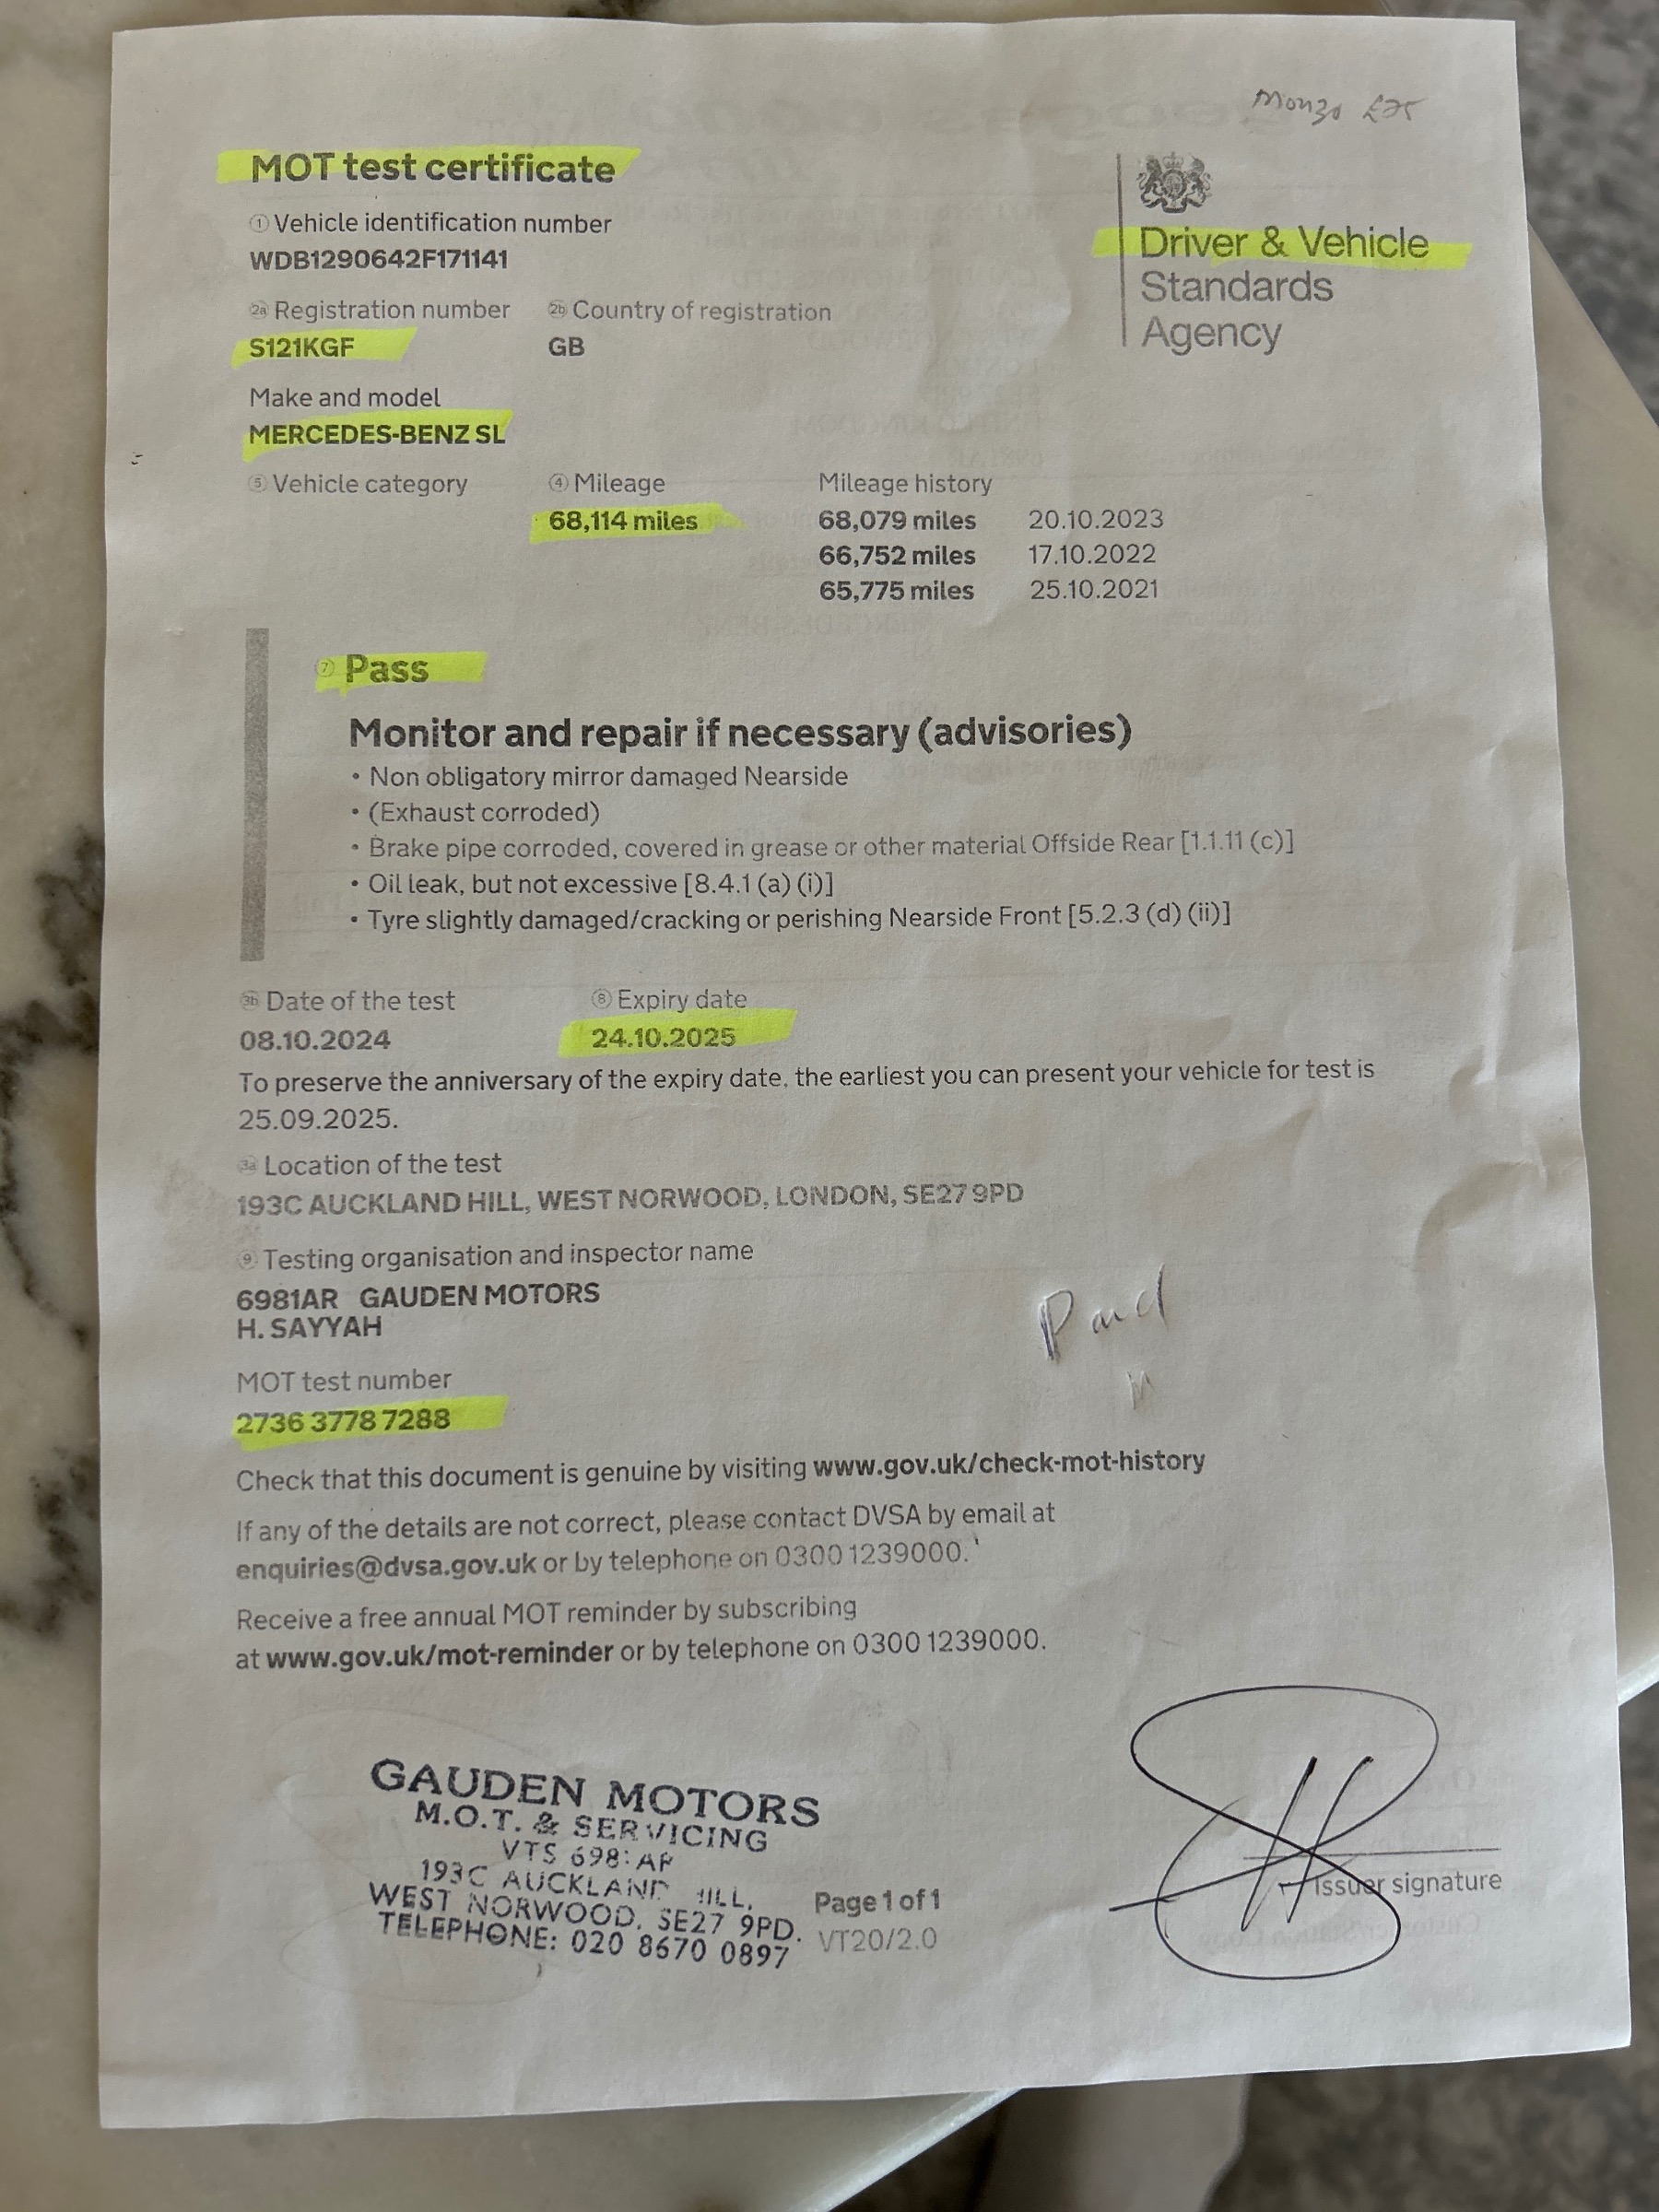 Monzo £25
MOT test certificate
① Vehicle identification number
WDB1290642F171141
Driver & Vehicle
Standards
Agency
2a Registration number 2b Country of registration
S121KGF GB
Make and model
MERCEDES-BENZ SL
⑤ Vehicle category ④ Mileage Mileage history
68,114 miles 68,079 miles 20.10.2023
66,752 miles 17.10.2022
65,775 miles 25.10.2021
⑦ Pass
Monitor and repair if necessary (advisories)
• Non obligatory mirror damaged Nearside
• (Exhaust corroded)
• Brake pipe corroded, covered in grease or other material Offside Rear [1.1.11 (c)]
• Oil leak, but not excessive [8.4.1 (a) (i)]
• Tyre slightly damaged/cracking or perishing Nearside Front [5.2.3 (d) (ii)]
3b Date of the test ⑧ Expiry date
08.10.2024 24.10.2025
To preserve the anniversary of the expiry date, the earliest you can present your vehicle for test is
25.09.2025.
3a Location of the test
193C AUCKLAND HILL, WEST NORWOOD, LONDON, SE27 9PD
⑨ Testing organisation and inspector name
6981AR GAUDEN MOTORS
H. SAYYAH
Paid
MOT test number
2736 3778 7288
Check that this document is genuine by visiting www.gov.uk/check-mot-history
If any of the details are not correct, please contact DVSA by email at
enquiries@dvsa.gov.uk or by telephone on 0300 1239000.
Receive a free annual MOT reminder by subscribing
at www.gov.uk/mot-reminder or by telephone on 0300 1239000.
GAUDEN MOTORS
M.O.T. & SERVICING
VTS 6981AR
193C AUCKLAND HILL,
WEST NORWOOD, SE27 9PD.
TELEPHONE: 020 8670 0897
Page 1 of 1
VT20/2.0
Issuer signature